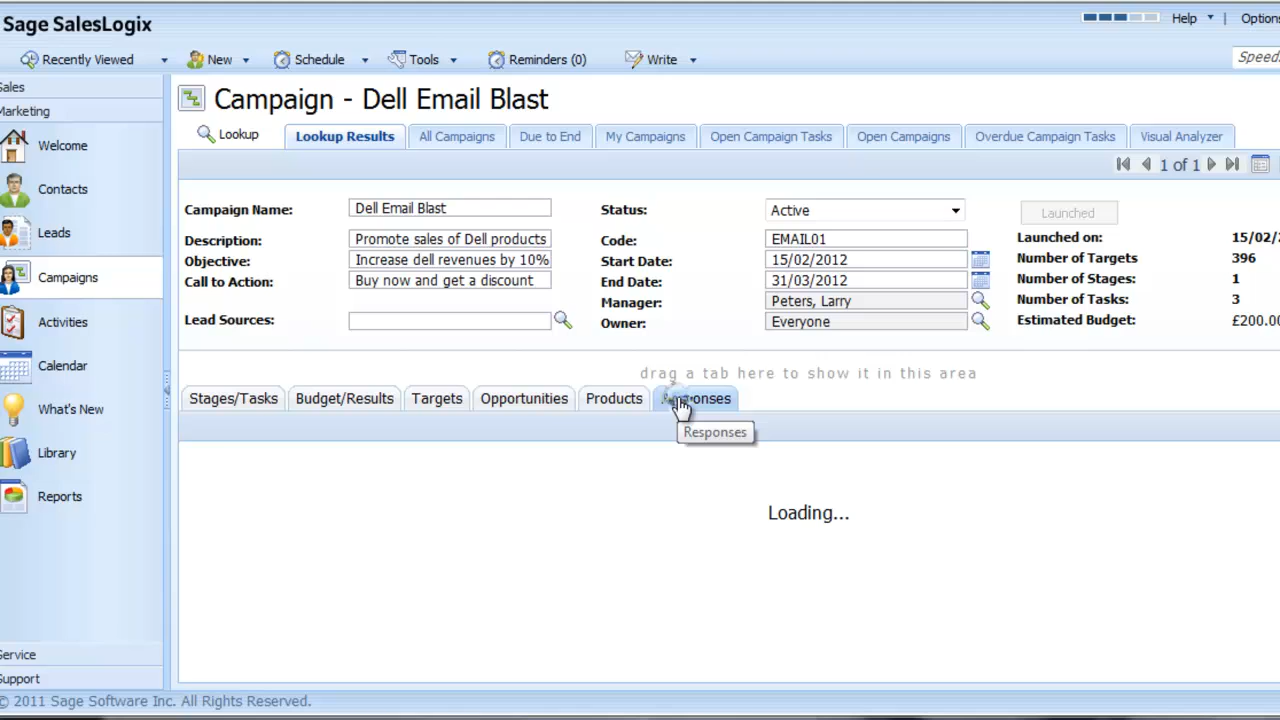 Sage SalesLogix
Help
Option
Recently Viewed
New
Schedule
Tools
Reminders (0)
Write
Speed
Sales
Marketing
Welcome
Contacts
Leads
Campaigns
Activities
Calendar
What's New
Library
Reports
Service
Support
Campaign - Dell Email Blast
Lookup
Lookup Results
All Campaigns
Due to End
My Campaigns
Open Campaign Tasks
Open Campaigns
Overdue Campaign Tasks
Visual Analyzer
1 of 1
Campaign Name:
Dell Email Blast
Description:
Promote sales of Dell products
Objective:
Increase dell revenues by 10%
Call to Action:
Buy now and get a discount
Lead Sources:
Status:
Active
Code:
EMAIL01
Start Date:
15/02/2012
End Date:
31/03/2012
Manager:
Peters, Larry
Owner:
Everyone
Launched
Launched on:
15/02/2
Number of Targets
396
Number of Stages:
1
Number of Tasks:
3
Estimated Budget:
£200.00
drag a tab here to show it in this area
Stages/Tasks
Budget/Results
Targets
Opportunities
Products
Responses
Responses
Loading...
© 2011 Sage Software Inc. All Rights Reserved.